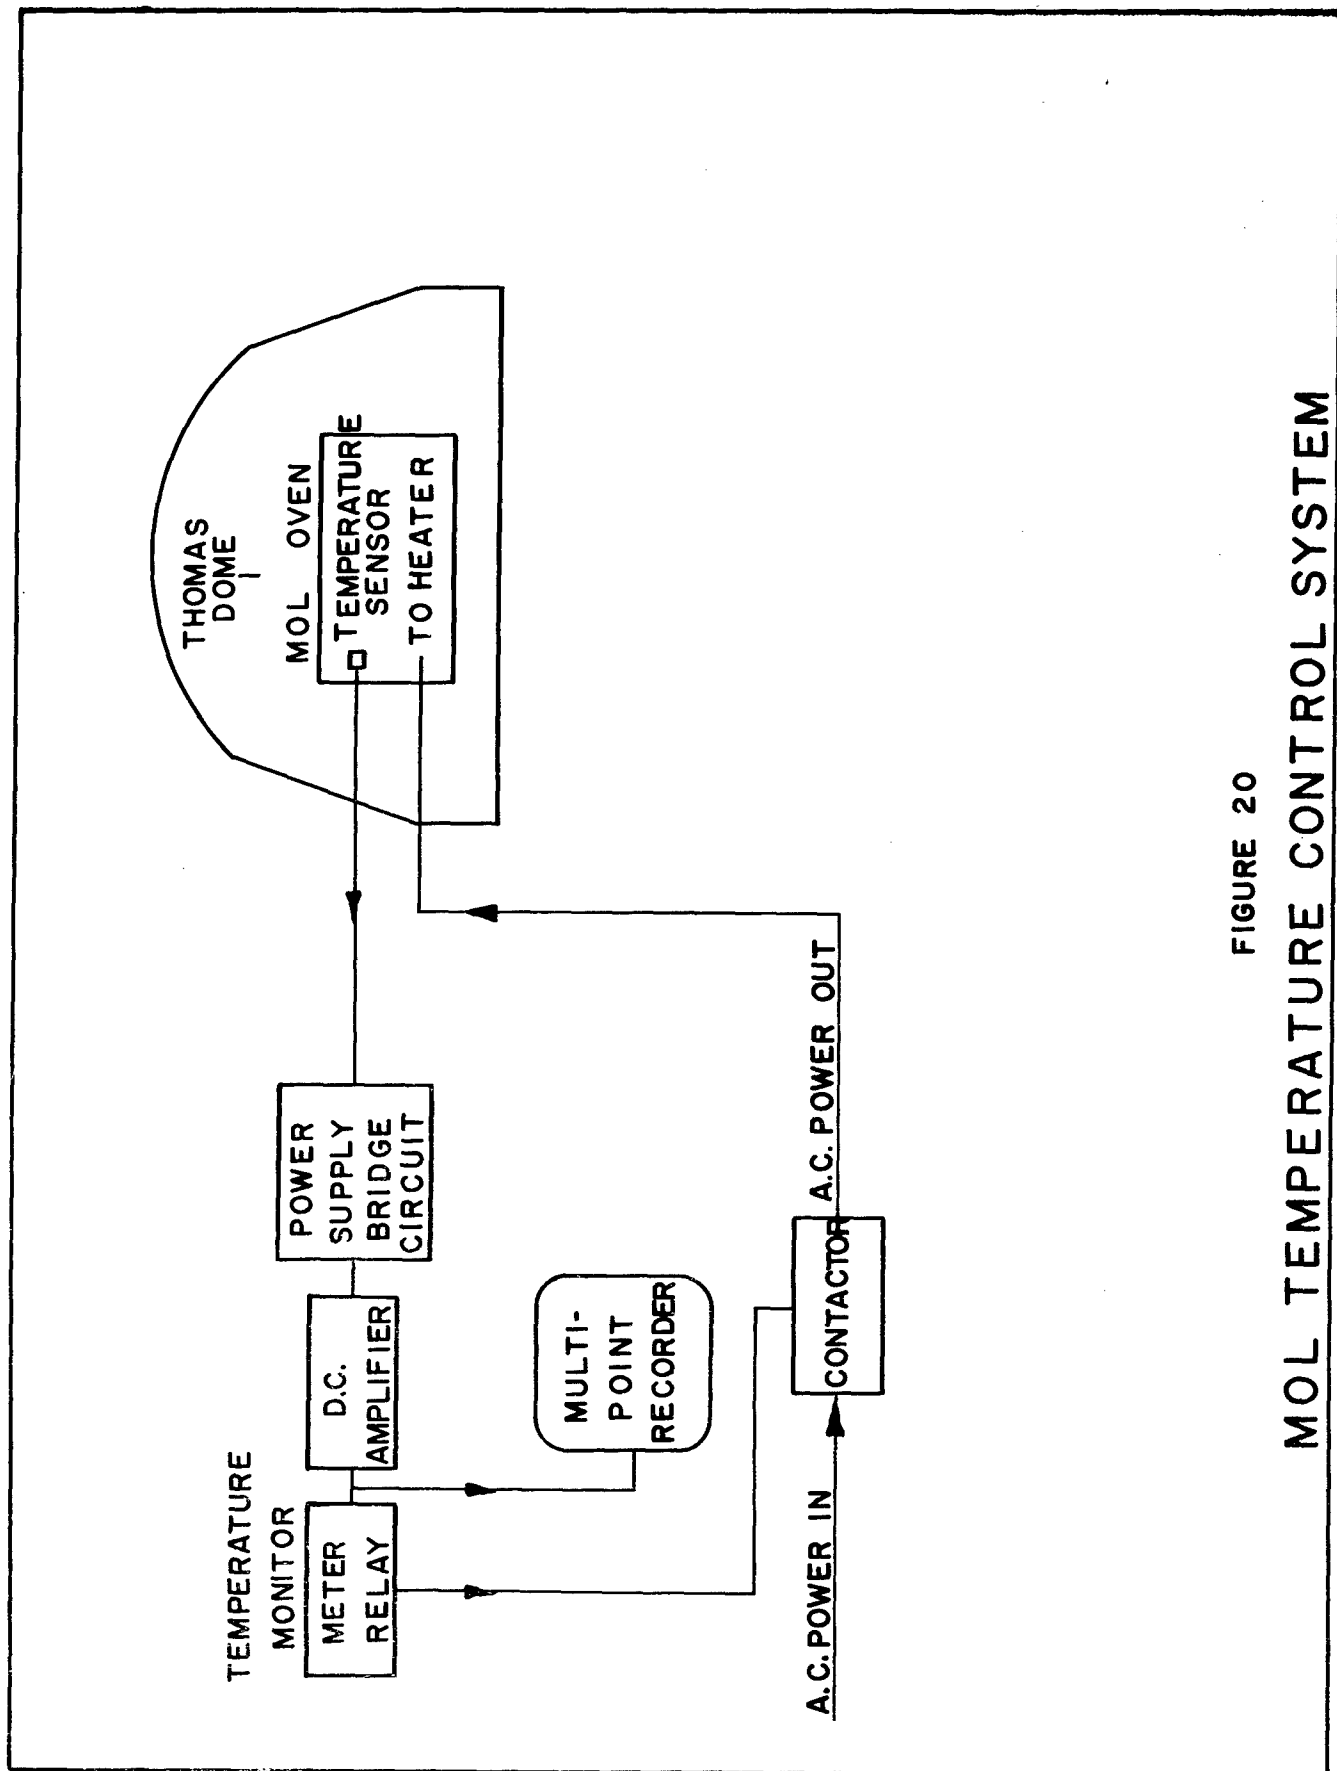 TEMPERATURE
MONITOR
METER
RELAY
D.C.
AMPLIFIER
POWER
SUPPLY
BRIDGE
CIRCUIT
THOMAS
DOME
MOL OVEN
TEMPERATURE
SENSOR
TO HEATER
MULTI-
POINT
RECORDER
A.C. POWER IN
CONTACTOR
A.C. POWER OUT
FIGURE 20
MOL TEMPERATURE CONTROL SYSTEM